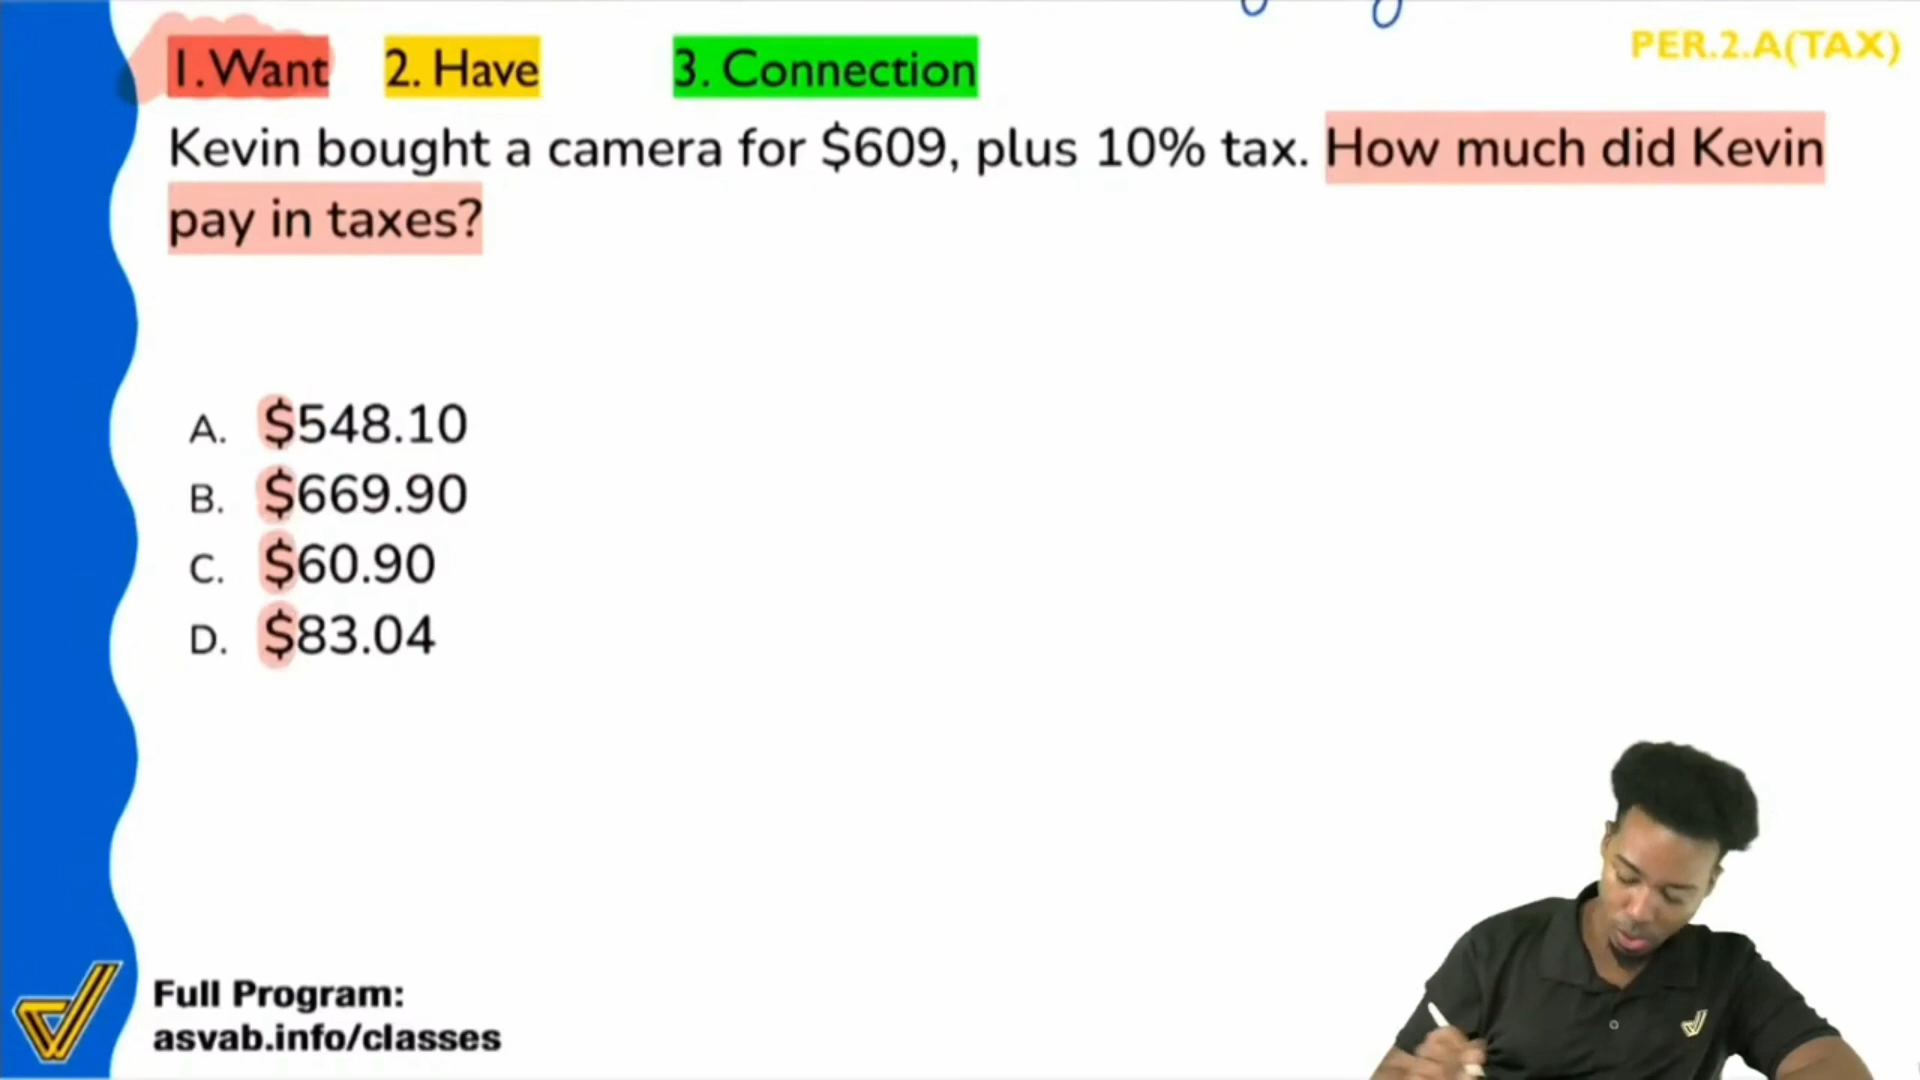 1. Want 2. Have 3. Connection
PER.2.A(TAX)
Kevin bought a camera for $609, plus 10% tax. How much did Kevin
pay in taxes?
A. $548.10
B. $669.90
C. $60.90
D. $83.04
Full Program:
asvab.info/classes